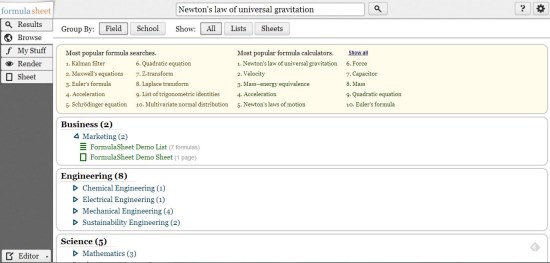 formula sheet
Newton's law of universal gravitation
?
Results
Browse
My Stuff
Render
Sheet
Group By: Field School Show: All Lists Sheets
Most popular formula searches.
1. Kalman filter
2. Maxwell's equations
3. Euler's formula
4. Acceleration
5. Schrödinger equation
6. Quadratic equation
7. Z-transform
8. Laplace transform
9. List of trigonometric identities
10. Multivariate normal distribution
Most popular formula calculators. Show all
1. Newton's law of universal gravitation
2. Velocity
3. Mass–energy equivalence
4. Acceleration
5. Newton's laws of motion
6. Force
7. Capacitor
8. Mass
9. Quadratic equation
10. Euler's formula
Business (2)
Marketing (2)
FormulaSheet Demo List (7 formulas)
FormulaSheet Demo Sheet (1 page)
Engineering (8)
Chemical Engineering (1)
Electrical Engineering (1)
Mechanical Engineering (4)
Sustainability Engineering (2)
Science (5)
Mathematics (3)
Editor